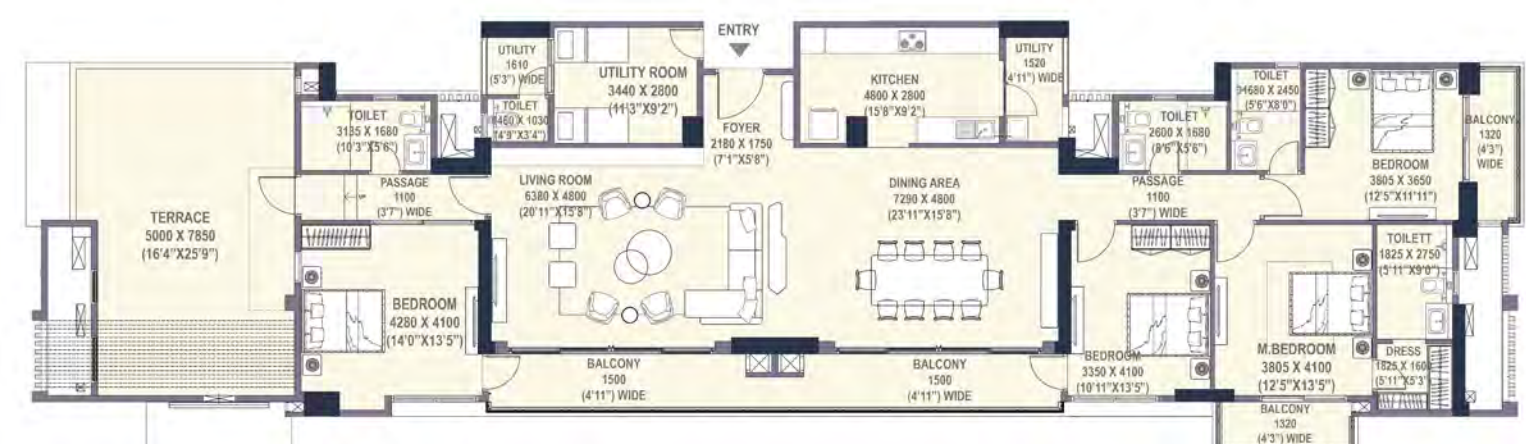 ENTRY
UTILITY
1610
(5'3") WIDE
UTILITY ROOM
3440 X 2800
(11'3"X9'2")
TOILET
1460 X 1030
(4'9"X3'4")
FOYER
2180 X 1750
(7'1"X5'8")
KITCHEN
4800 X 2800
(15'8"X9'2")
UTILITY
1520
(4'11") WIDE
TOILET
3135 X 1680
(10'3"X5'6")
PASSAGE
1100
(3'7") WIDE
LIVING ROOM
6380 X 4800
(20'11"X15'8")
DINING AREA
7290 X 4800
(23'11"X15'8")
TOILET
2600 X 1680
(8'6"X5'6")
TOILET
4680 X 2450
(5'6"X8'0")
BEDROOM
3805 X 3650
(12'5"X11'11")
BALCONY
1320
(4'3")
WIDE
PASSAGE
1100
(3'7") WIDE
TERRACE
5000 X 7850
(16'4"X25'9")
BEDROOM
4280 X 4100
(14'0"X13'5")
BALCONY
1500
(4'11") WIDE
BALCONY
1500
(4'11") WIDE
BEDROOM
3350 X 4100
(10'11"X13'5")
M.BEDROOM
3805 X 4100
(12'5"X13'5")
TOILETT
1825 X 2750
(5'11"X9'0")
DRESS
1825 X 1600
(5'11"X5'3")
BALCONY
1320
(4'3") WIDE